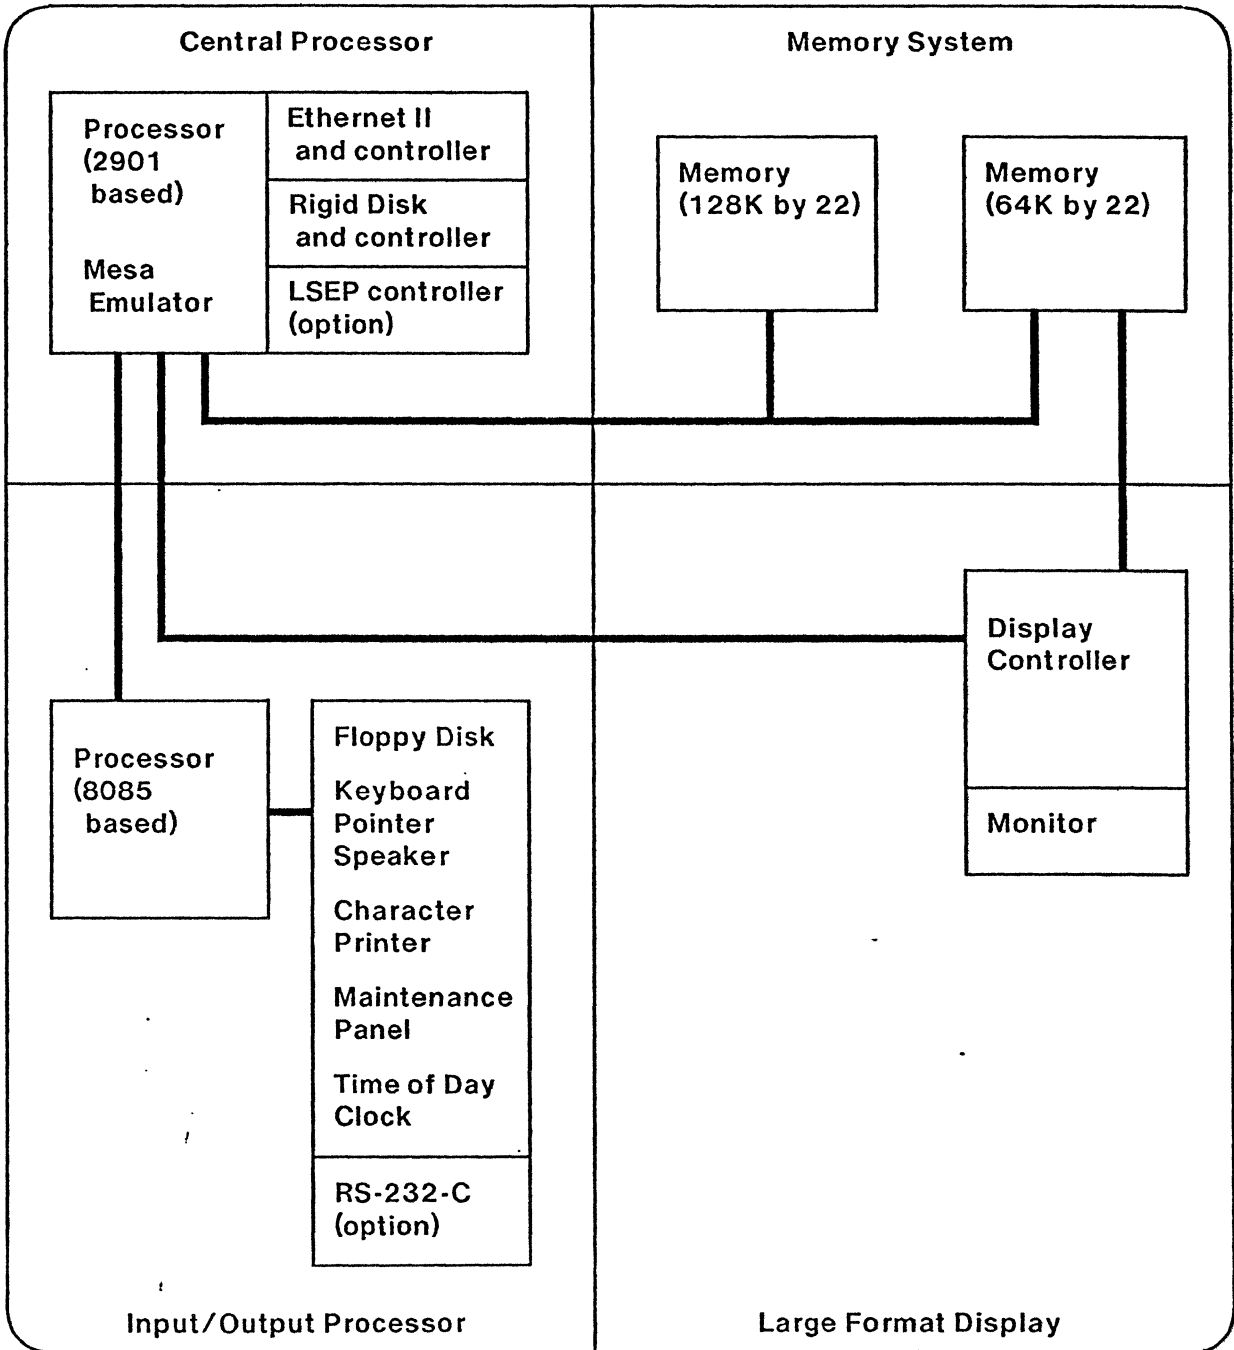 Central Processor
Processor
(2901
based)
Mesa
Emulator
Ethernet II
and controller
Rigid Disk
and controller
LSEP controller
(option)
Memory System
Memory
(128K by 22)
Memory
(64K by 22)
Processor
(8085
based)
Floppy Disk
Keyboard
Pointer
Speaker
Character
Printer
Maintenance
Panel
Time of Day
Clock
RS-232-C
(option)
Input/Output Processor
Display
Controller
Monitor
Large Format Display